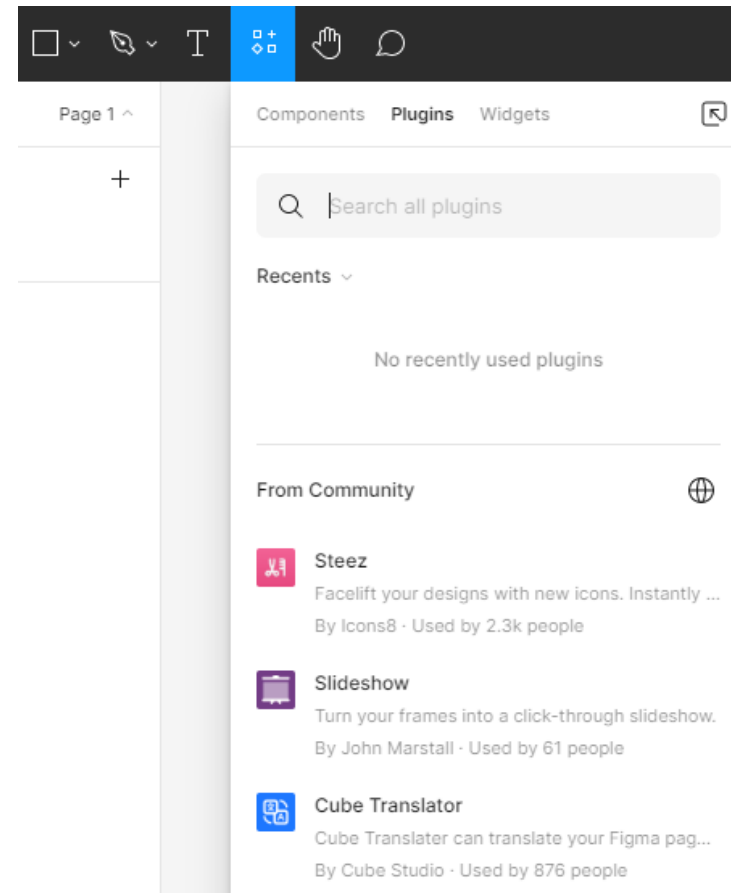 T
Page 1
Components Plugins Widgets
Search all plugins
Recents
No recently used plugins
From Community
Steez
Facelift your designs with new icons. Instantly ...
By Icons8 · Used by 2.3k people
Slideshow
Turn your frames into a click-through slideshow.
By John Marstall · Used by 61 people
Cube Translator
Cube Translater can translate your Figma pag...
By Cube Studio · Used by 876 people